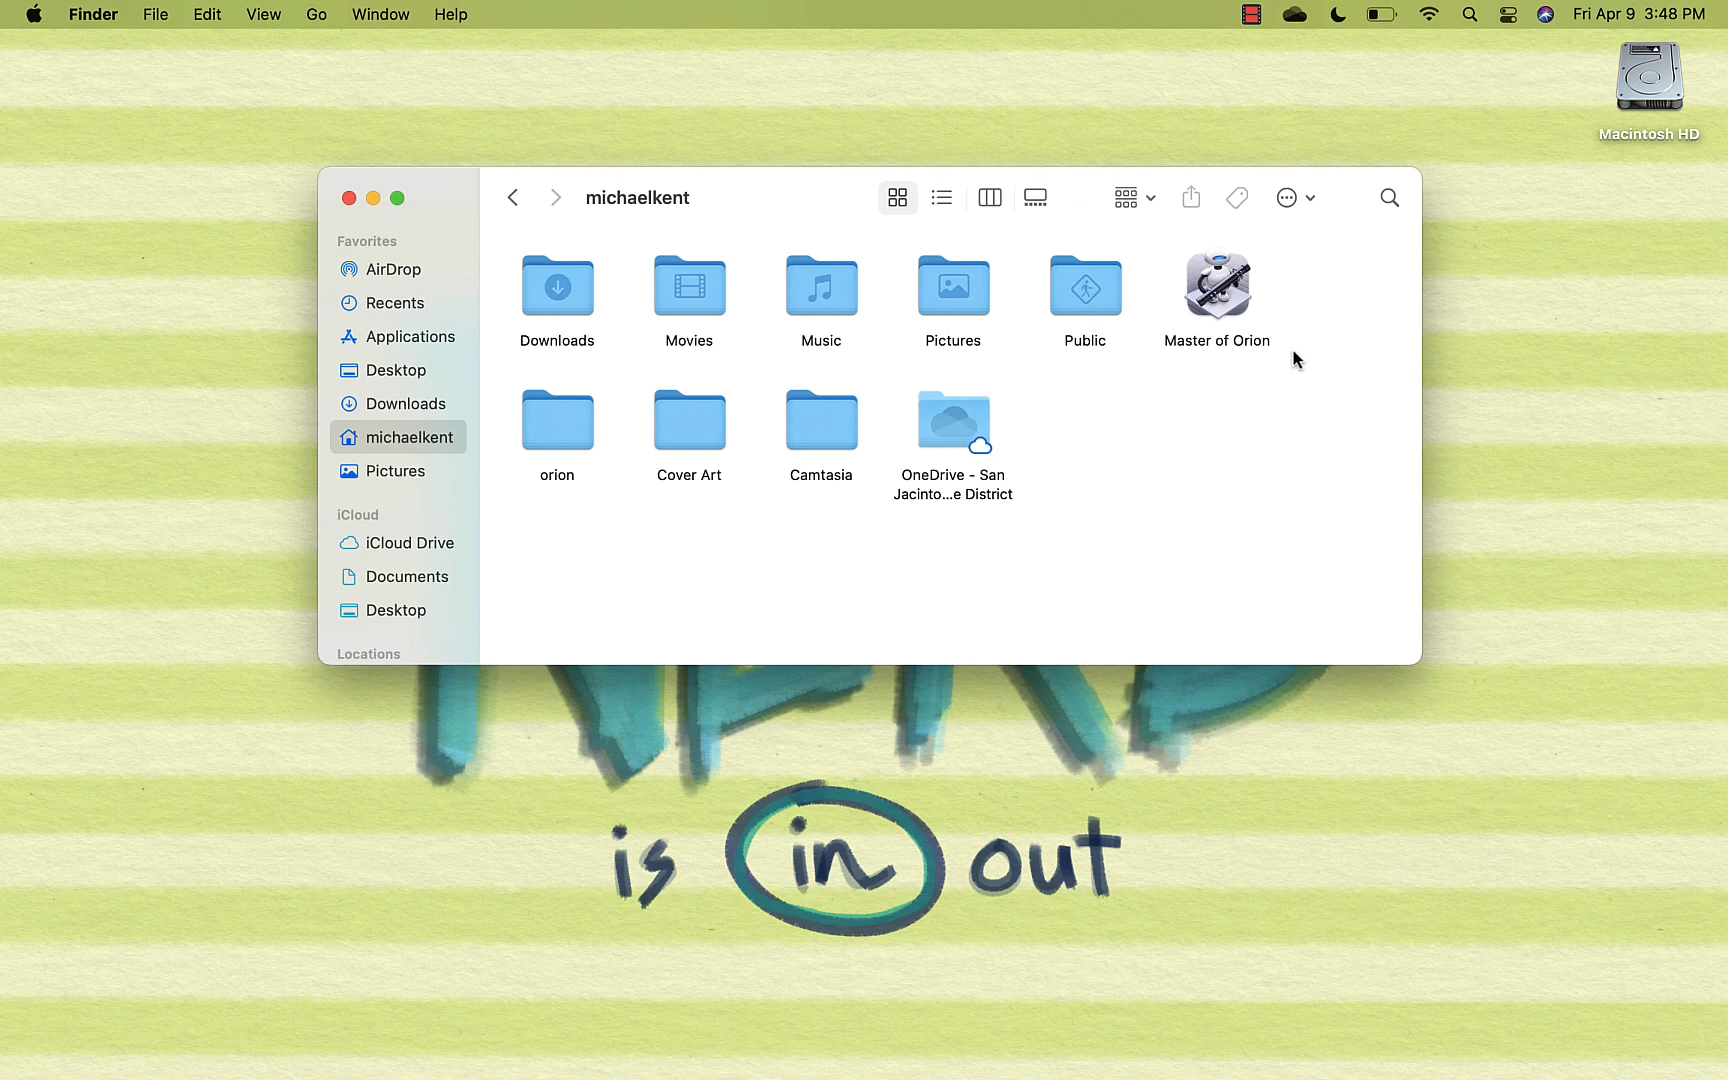 Finder File Edit View Go Window Help Fri Apr 9 3:48 PM
Macintosh HD
michaelkent
Favorites
AirDrop
Recents
Applications
Desktop
Downloads
michaelkent
Pictures
iCloud
iCloud Drive
Documents
Desktop
Locations
Downloads Movies Music Pictures Public Master of Orion
orion Cover Art Camtasia OneDrive - San
Jacinto...e District
is in out